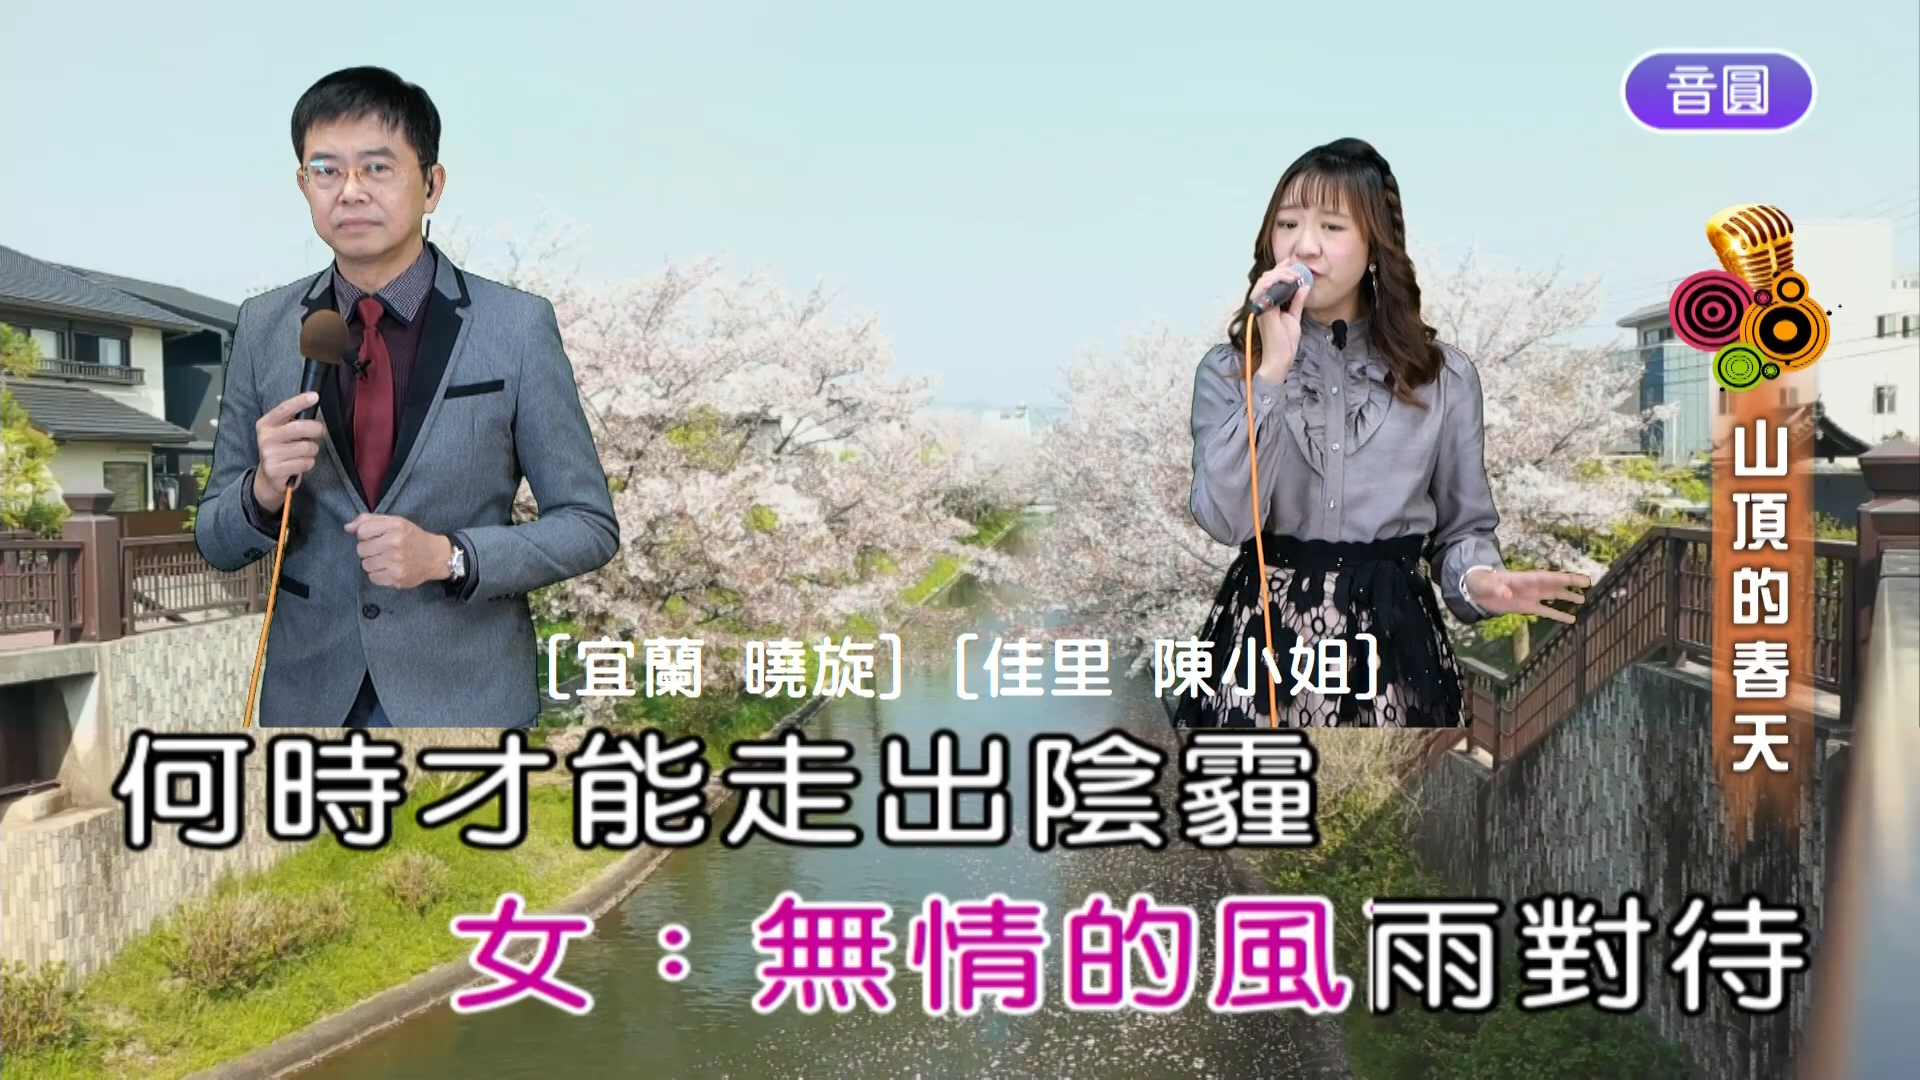 音圓
山頂的春天
[宜蘭 曉旋] [佳里 陳小姐]
何時才能走出陰霾
女：無情的風雨對待